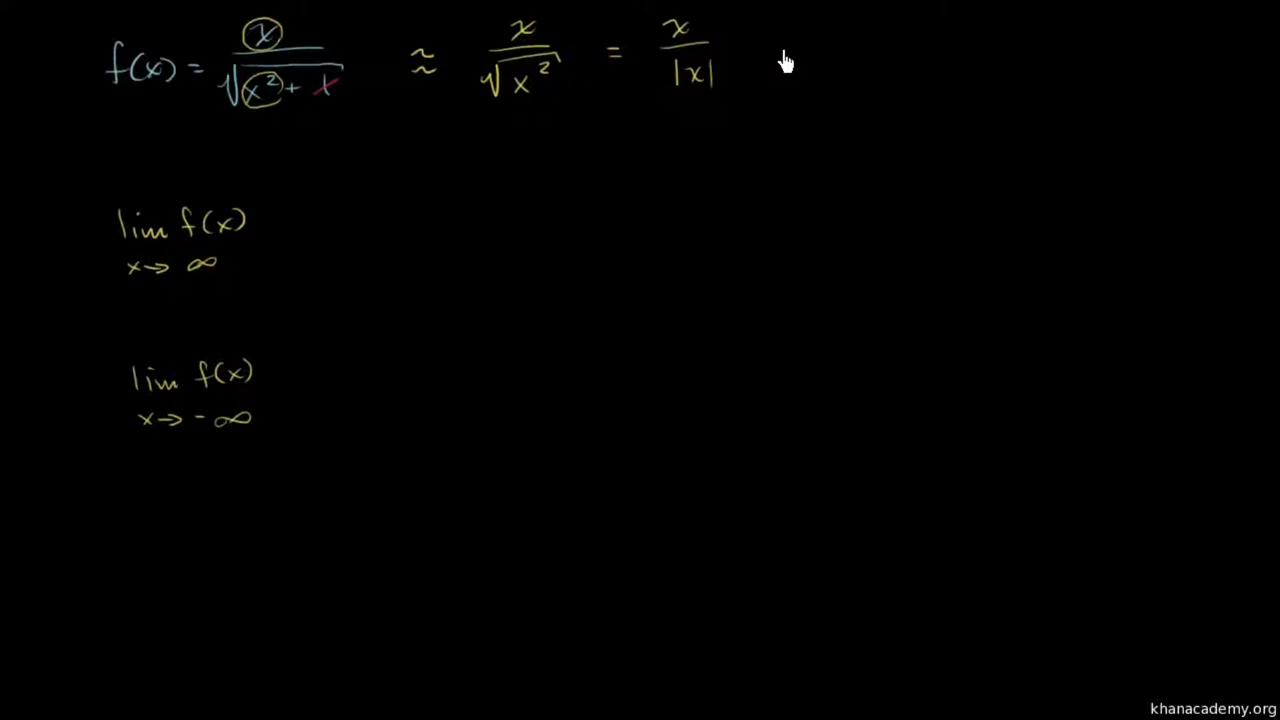 f(x) = x / √(x² + 1) ≈ x / √(x²) = x / |x|
lim f(x)
x→ ∞
lim f(x)
x→ -∞
khanacademy.org